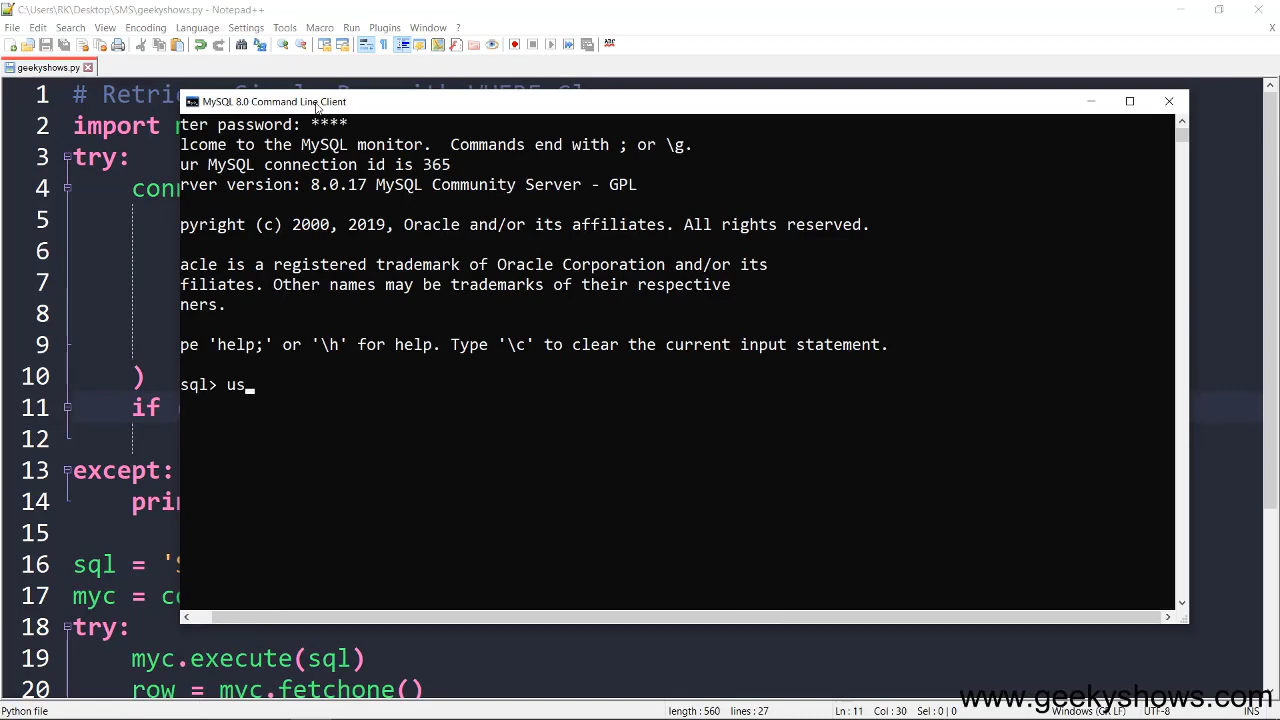 C:\Users\RK\Desktop\SMS\geekyshows.py - Notepad++
File Edit Search View Encoding Language Settings Tools Macro Run Plugins Window ? X
geekyshows.py
MySQL 8.0 Command Line Client
ter password: ****
lcome to the MySQL monitor.  Commands end with ; or \g.
ur MySQL connection id is 365
rver version: 8.0.17 MySQL Community Server - GPL
pyright (c) 2000, 2019, Oracle and/or its affiliates. All rights reserved.
acle is a registered trademark of Oracle Corporation and/or its
filiates. Other names may be trademarks of their respective
ners.
pe 'help;' or '\h' for help. Type '\c' to clear the current input statement.
sql> us_
1 # Retrie
2 import
3 try:
4 conn
5
6
7
8
9
10 )
11 if
12
13 except:
14 prin
15
16 sql = 'S
17 myc = co
18 try:
19 myc.execute(sql)
20 row = myc.fetchone()
www.geekyshows.com
Python file length : 560 lines : 27 Ln : 11 Col : 30 Sel : 0 | 0 Windows (CR LF) UTF-8 INS